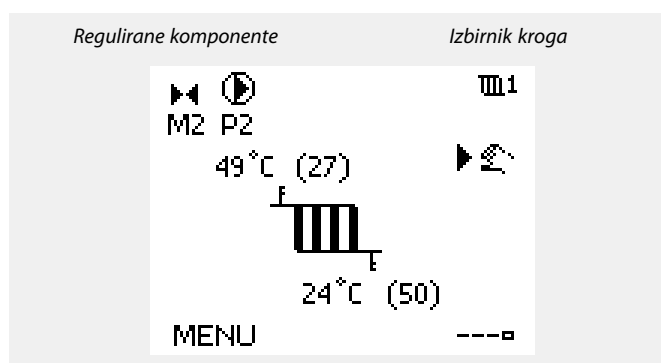 Regulirane komponente Izbirnik kroga
1
M2 P2
49°C (27)
24°C (50)
MENU ---